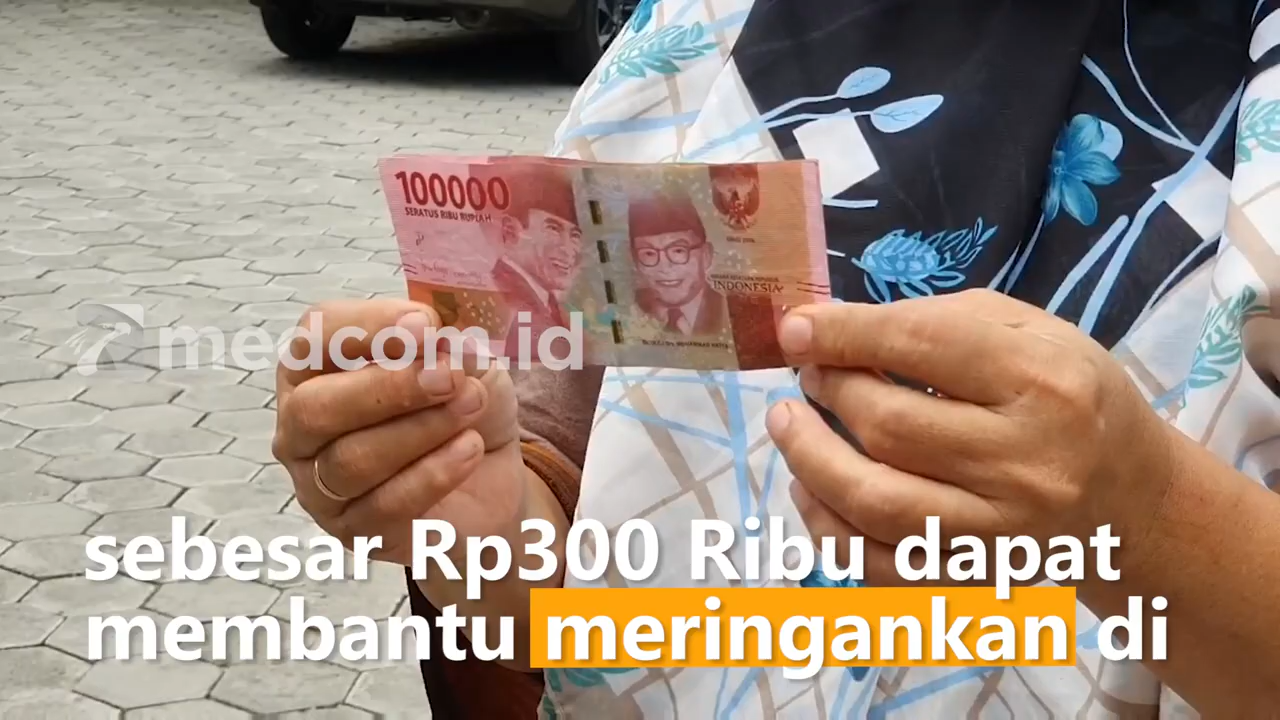 100000
SERATUS RIBU RUPIAH
INDONESIA
medcom.id
sebesar Rp300 Ribu dapat
membantu meringankan di